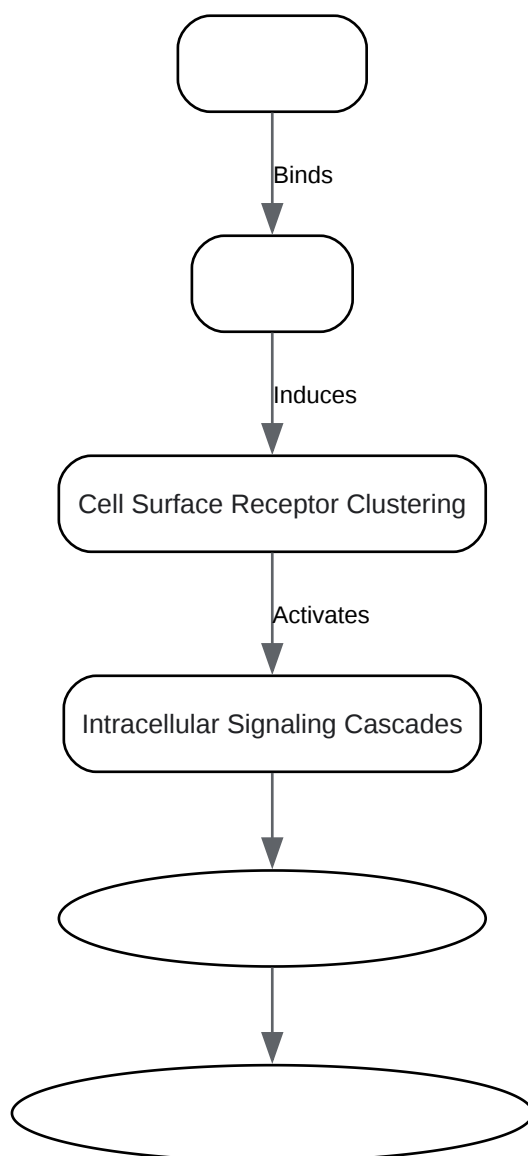 Binds
Induces
Cell Surface Receptor Clustering
Activates
Intracellular Signaling Cascades